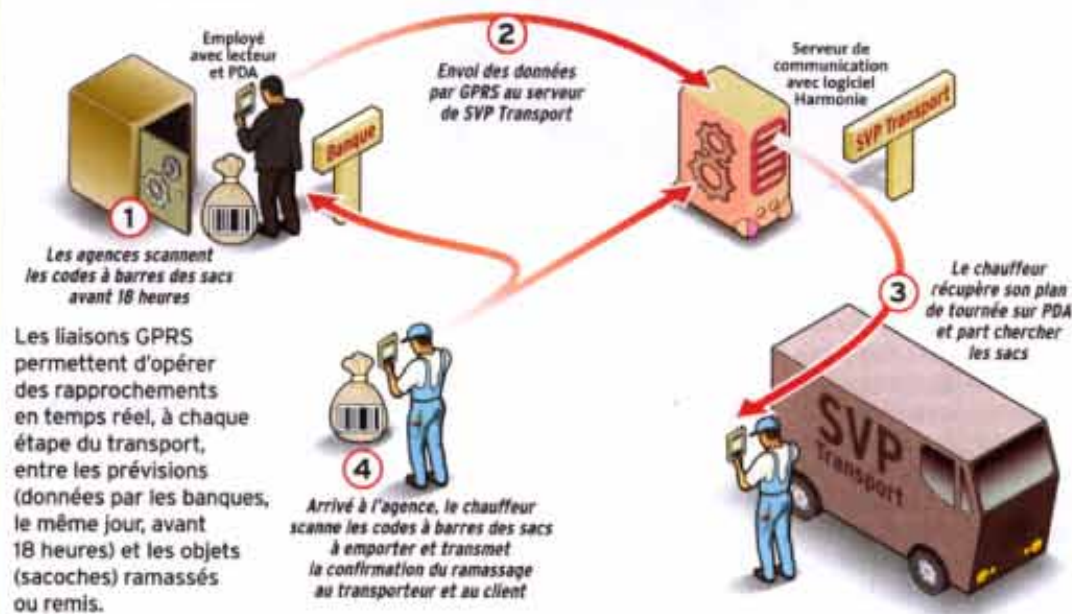 Employé
avec lecteur
et PDA
2
Envoi des données
par GPRS au serveur
de SVP Transport
Serveur de
communication
avec logiciel
Harmonie
Banque
SVP Transport
1
Les agences scannent
les codes à barres des sacs
avant 18 heures
3
Le chauffeur
récupère son plan
de tournée sur PDA
et part chercher
les sacs
Les liaisons GPRS
permettent d'opérer
des rapprochements
en temps réel, à chaque
étape du transport,
entre les prévisions
(données par les banques,
le même jour, avant
18 heures) et les objets
(sacoches) ramassés
ou remis.
4
Arrivé à l'agence, le chauffeur
scanne les codes à barres des sacs
à emporter et transmet
la confirmation du ramassage
au transporteur et au client
SVP
Transport